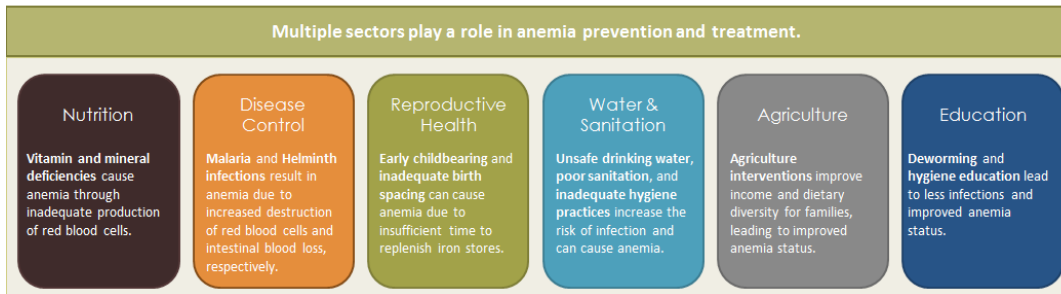 Multiple sectors play a role in anemia prevention and treatment.
Nutrition
Vitamin and mineral
deficiencies cause
anemia through
inadequate production
of red blood cells.
Disease
Control
Malaria and Helminth
infections result in
anemia due to
increased destruction
of red blood cells and
intestinal blood loss,
respectively.
Reproductive
Health
Early childbearing and
inadequate birth
spacing can cause
anemia due to
insufficient time to
replenish iron stores.
Water &
Sanitation
Unsafe drinking water,
poor sanitation, and
inadequate hygiene
practices increase the
risk of infection and
can cause anemia.
Agriculture
Agriculture
interventions improve
income and dietary
diversity for families,
leading to improved
anemia status.
Education
Deworming and
hygiene education lead
to less infections and
improved anemia
status.